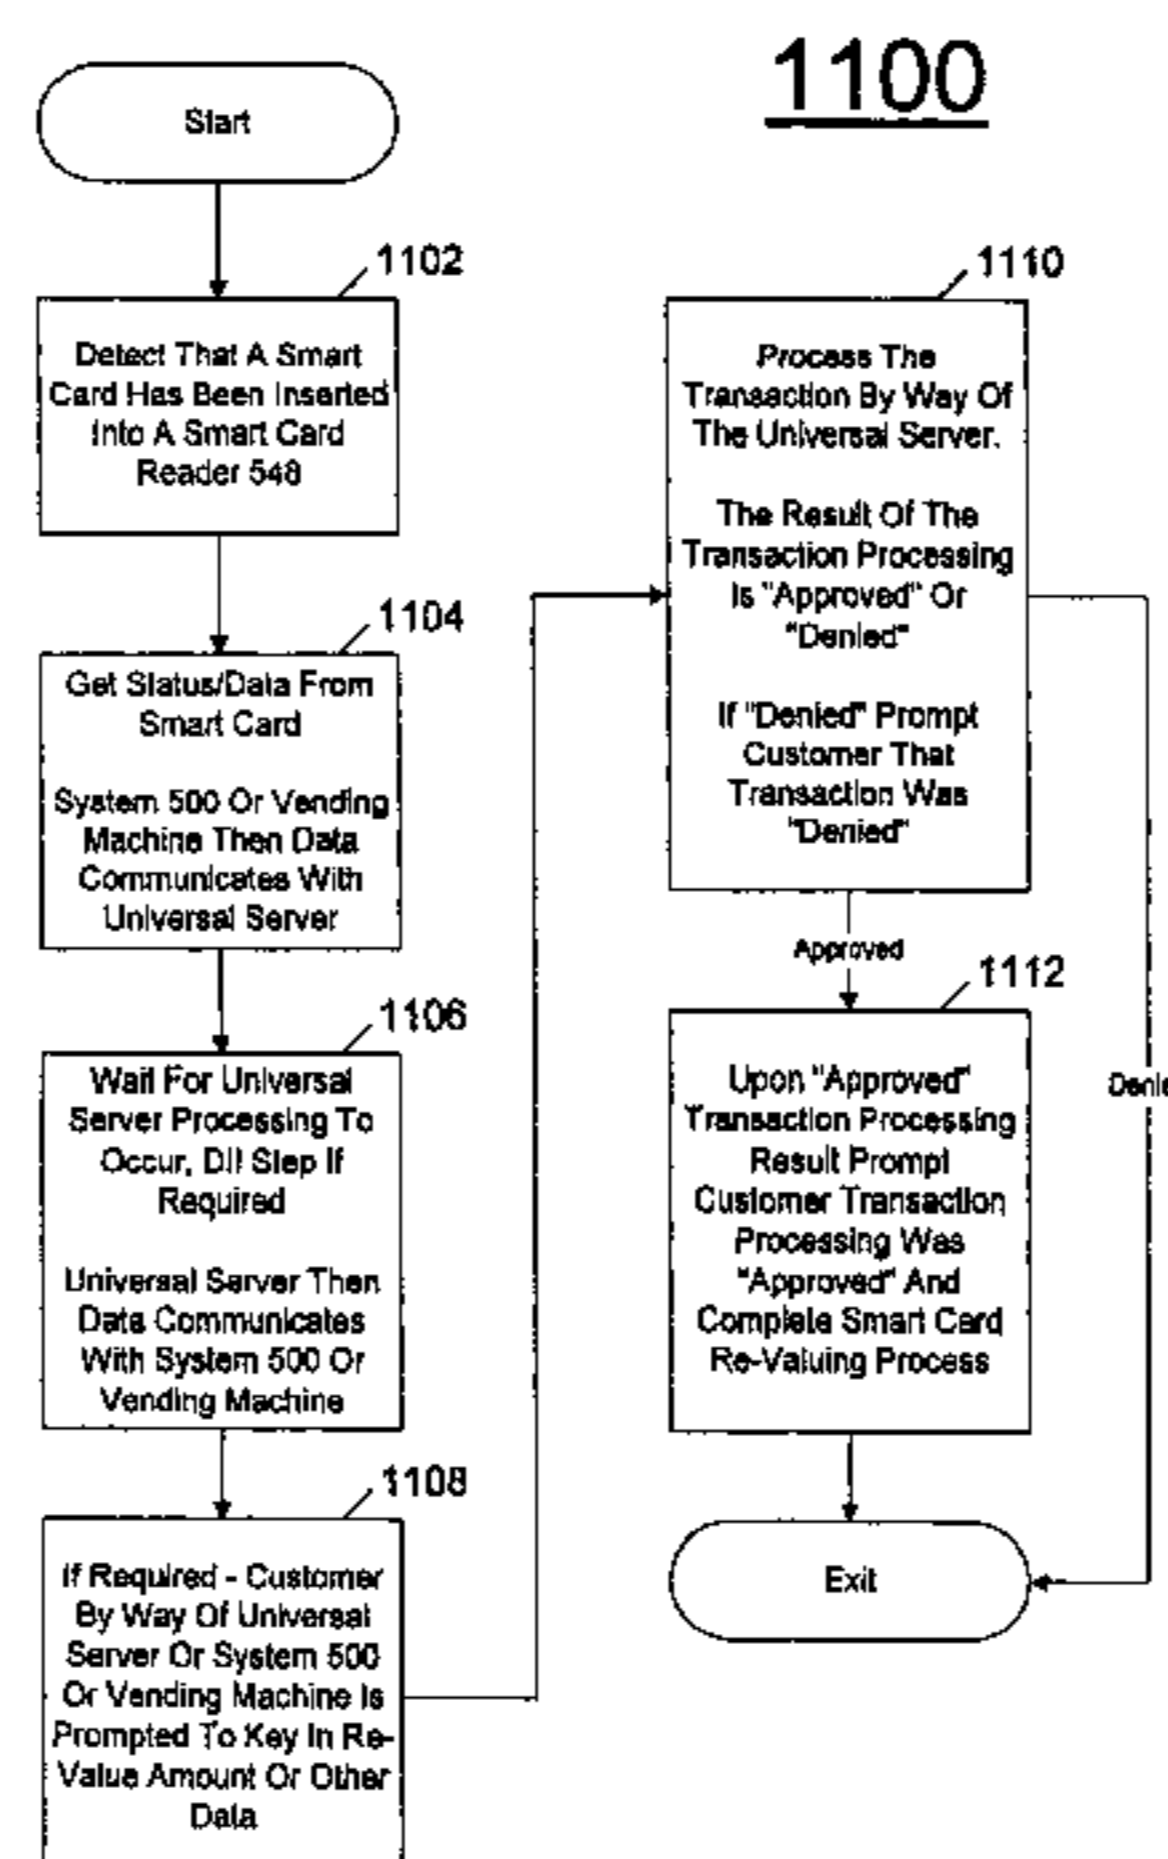 1100
Start
1102
Detect That A Smart
Card Has Been Inserted
Into A Smart Card
Reader 548
1104
Get Status/Data From
Smart Card
System 500 Or Vending
Machine Then Data
Communicates With
Universal Server
1106
Wait For Universal
Server Processing To
Occur, Dll Step If
Required
Universal Server Then
Data Communicates
With System 500 Or
Vending Machine
1108
If Required - Customer
By Way Of Universal
Server Or System 500
Or Vending Machine Is
Prompted To Key In Re-
Value Amount Or Other
Data
1110
Process The
Transaction By Way Of
The Universal Server.
The Result Of The
Transaction Processing
Is "Approved" Or
"Denied"
If "Denied" Prompt
Customer That
Transaction Was
"Denied"
Approved
1112
Upon "Approved"
Transaction Processing
Result Prompt
Customer Transaction
Processing Was
"Approved" And
Complete Smart Card
Re-Valuing Process
Denie
Exit